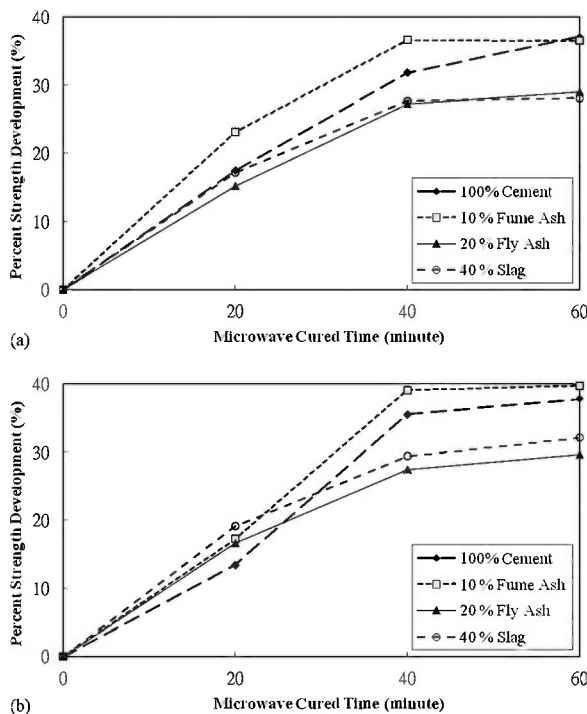 40
30
20
10
0
Percent Strength Development (%)
100% Cement
10% Fume Ash
20% Fly Ash
40% Slag
0
20
40
60
(a)
Microwave Cured Time (minute)
40
30
20
10
0
Percent Strength Development (%)
100% Cement
10% Fume Ash
20% Fly Ash
40% Slag
0
20
40
60
(b)
Microwave Cured Time (minute)